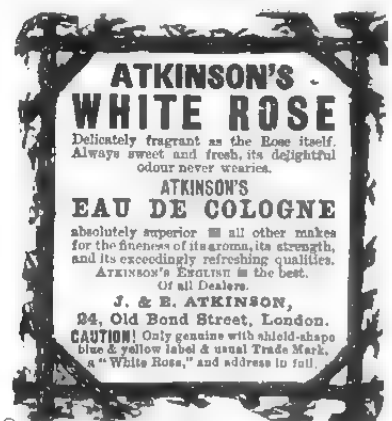 ATKINSON'S
WHITE ROSE
Delicately fragrant as the Rose itself.
Always sweet and fresh, its delightful
odour never wearies.
ATKINSON'S
EAU DE COLOGNE
absolutely superior to all other makes
for the fineness of its aroma, its strength,
and its exceedingly refreshing qualities.
ATKINSON'S ENGLISH is the best.
Of all Dealers.
J. & E. ATKINSON,
24, Old Bond Street, London.
CAUTION! Only genuine with shield-shape
blue & yellow label & usual Trade Mark,
a "White Rose," and address in full.